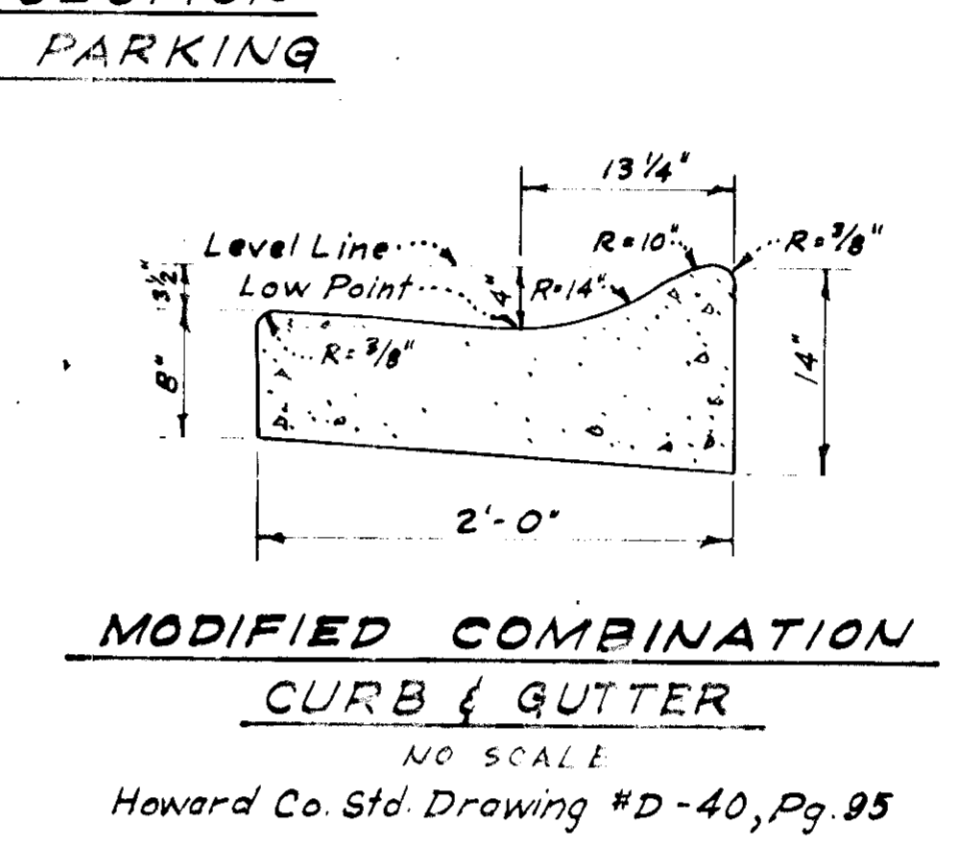 PARKING
13 1/4"
Level Line
R=10"
R=3/8"
3 1/2"
Low Point
4"
R=14"
R=3/8"
8"
14"
2'-0"
MODIFIED COMBINATION
CURB & GUTTER
NO SCALE
Howard Co. Std. Drawing #D-40, Pg. 95